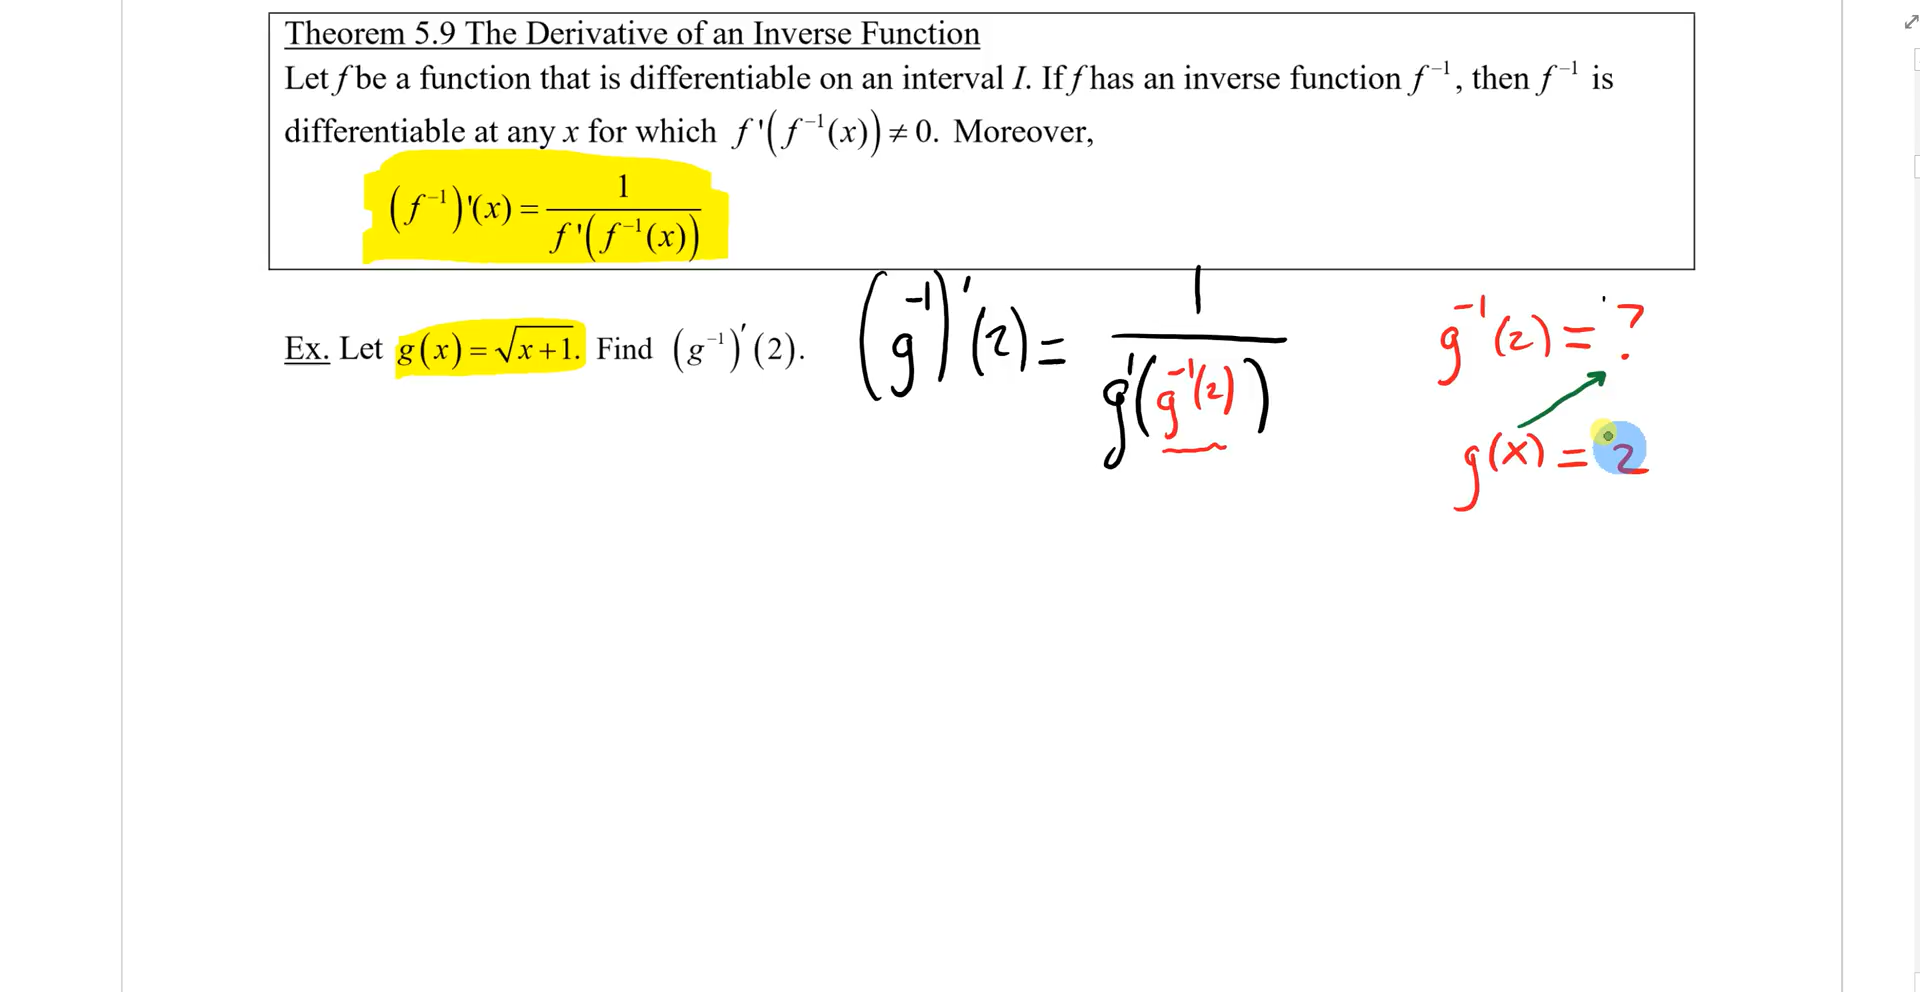 Theorem 5.9 The Derivative of an Inverse Function
Let f be a function that is differentiable on an interval I. If f has an inverse function f⁻¹, then f⁻¹ is
differentiable at any x for which f'(f⁻¹(x)) ≠ 0. Moreover,
(f⁻¹)'(x) = 1 / f'(f⁻¹(x))
Ex. Let g(x) = √(x+1). Find (g⁻¹)′(2).
(g⁻¹)'(2) = 1 / g'(g⁻¹(2))
g⁻¹(2) = ?
g(x) = 2